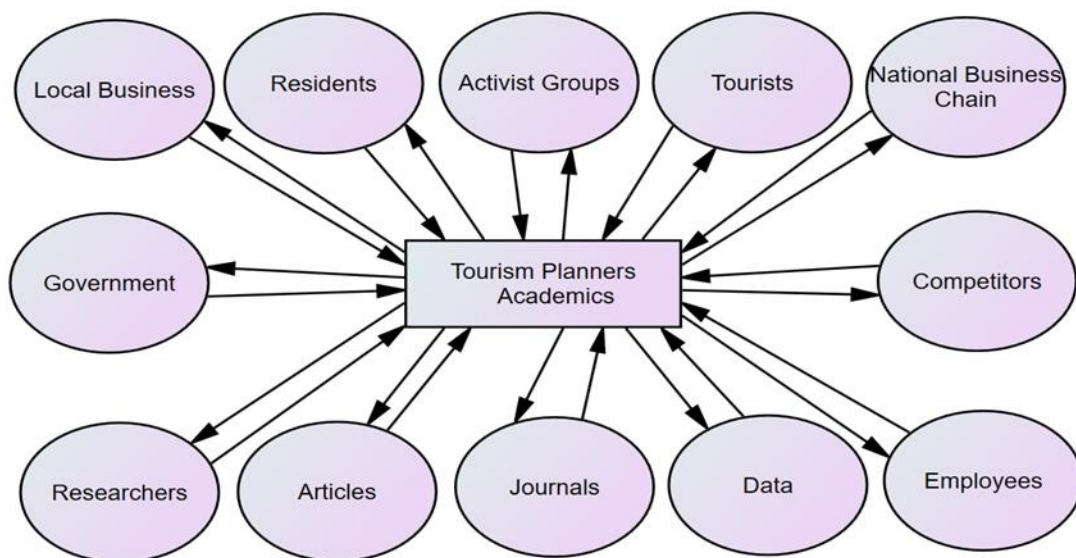 Local Business
Residents
Activist Groups
Tourists
National Business
Chain
Government
Tourism Planners
Academics
Competitors
Researchers
Articles
Journals
Data
Employees